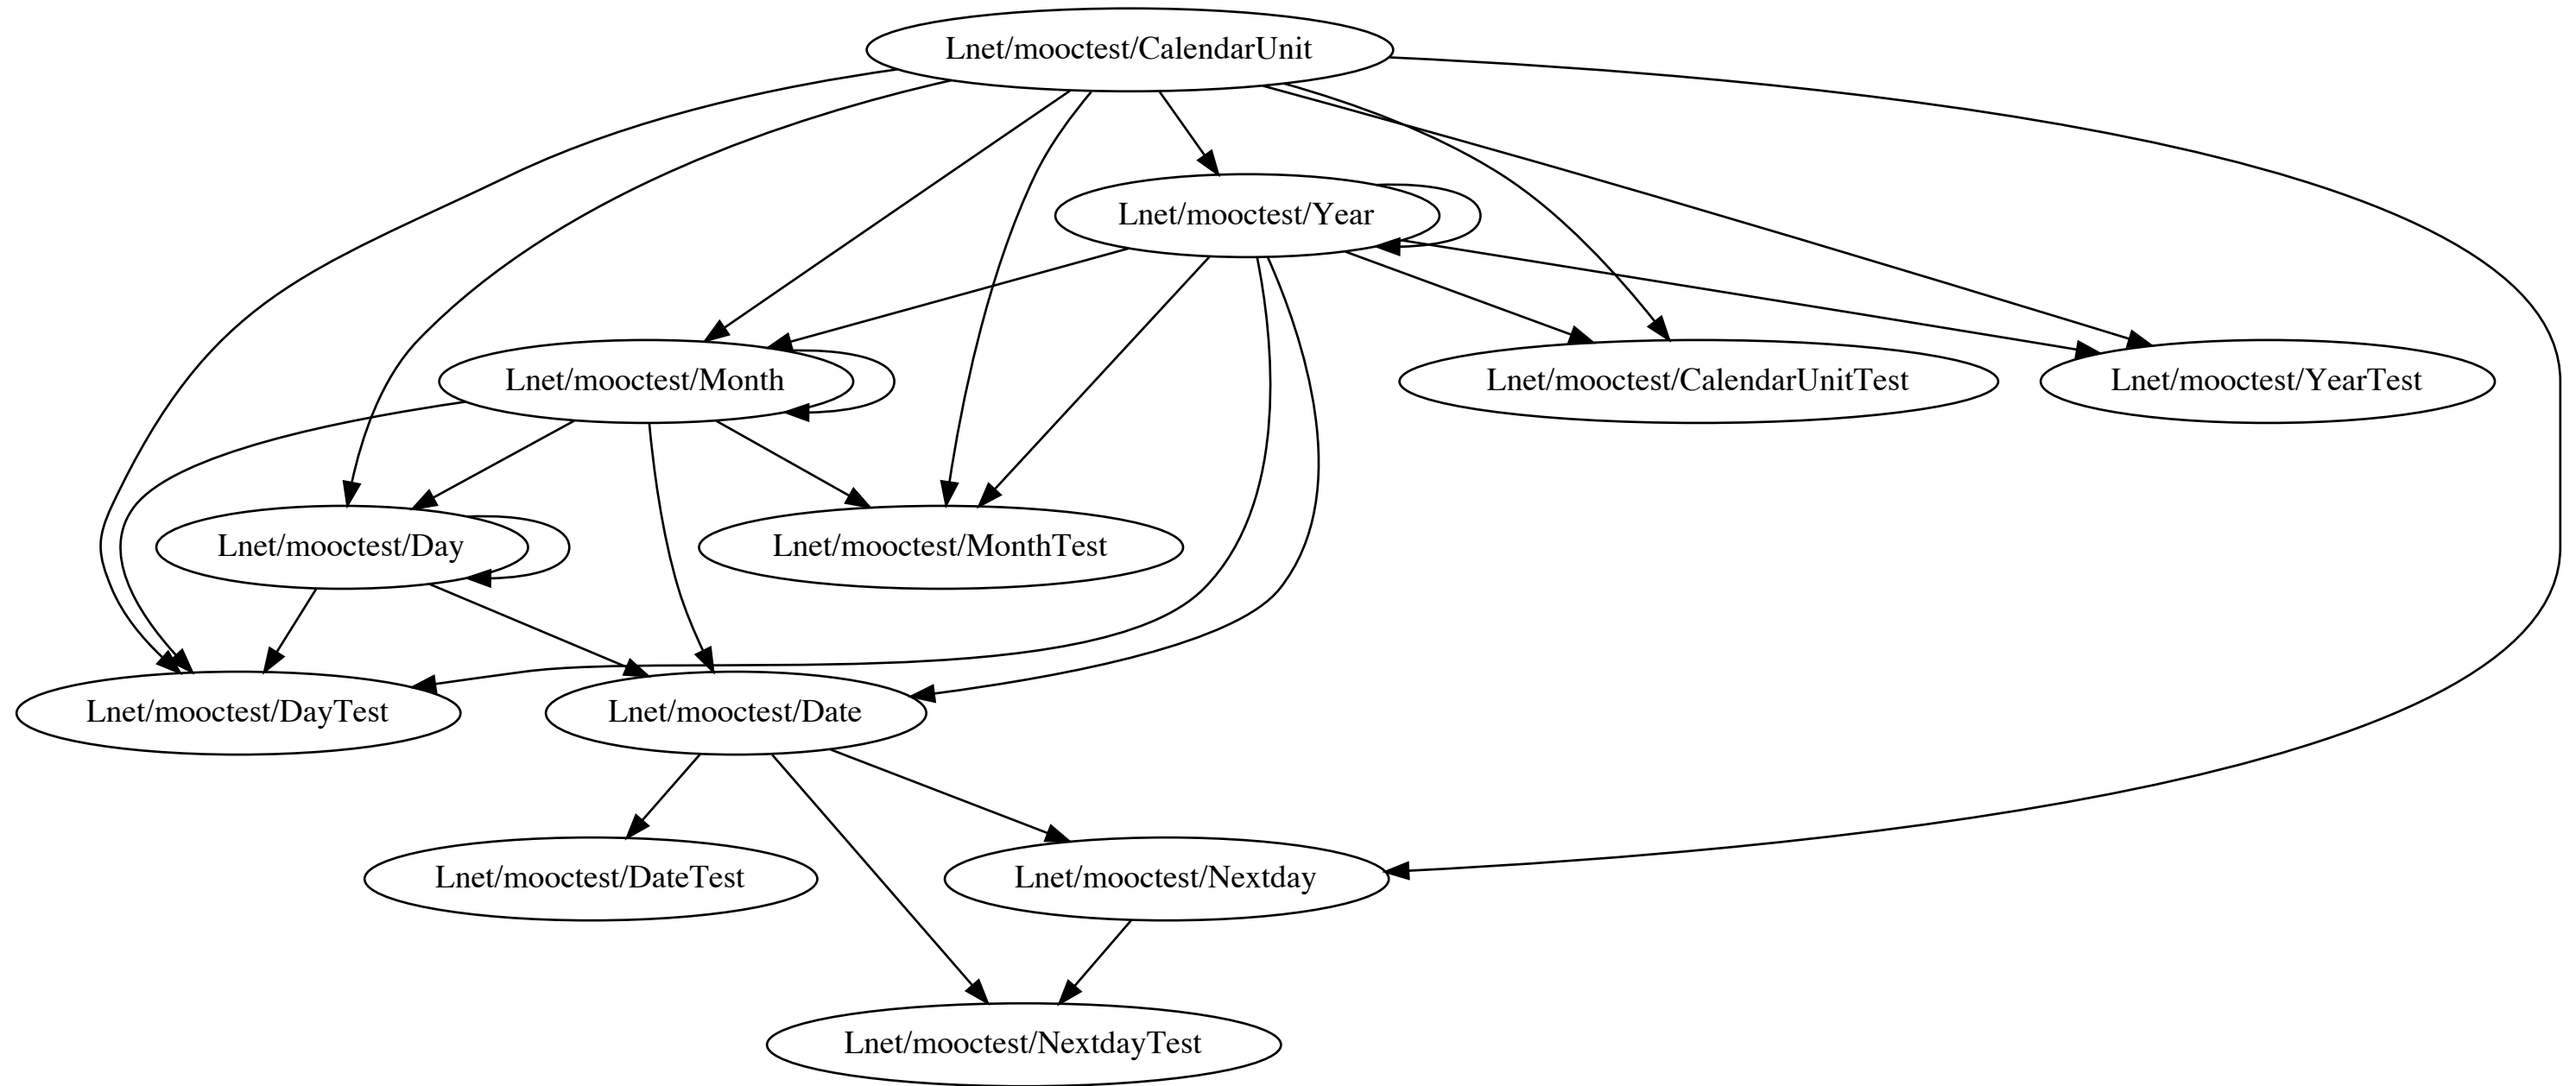 Lnet/mooctest/CalendarUnit
Lnet/mooctest/Year
Lnet/mooctest/Month
Lnet/mooctest/CalendarUnitTest
Lnet/mooctest/YearTest
Lnet/mooctest/Day
Lnet/mooctest/MonthTest
Lnet/mooctest/DayTest
Lnet/mooctest/Date
Lnet/mooctest/DateTest
Lnet/mooctest/Nextday
Lnet/mooctest/NextdayTest